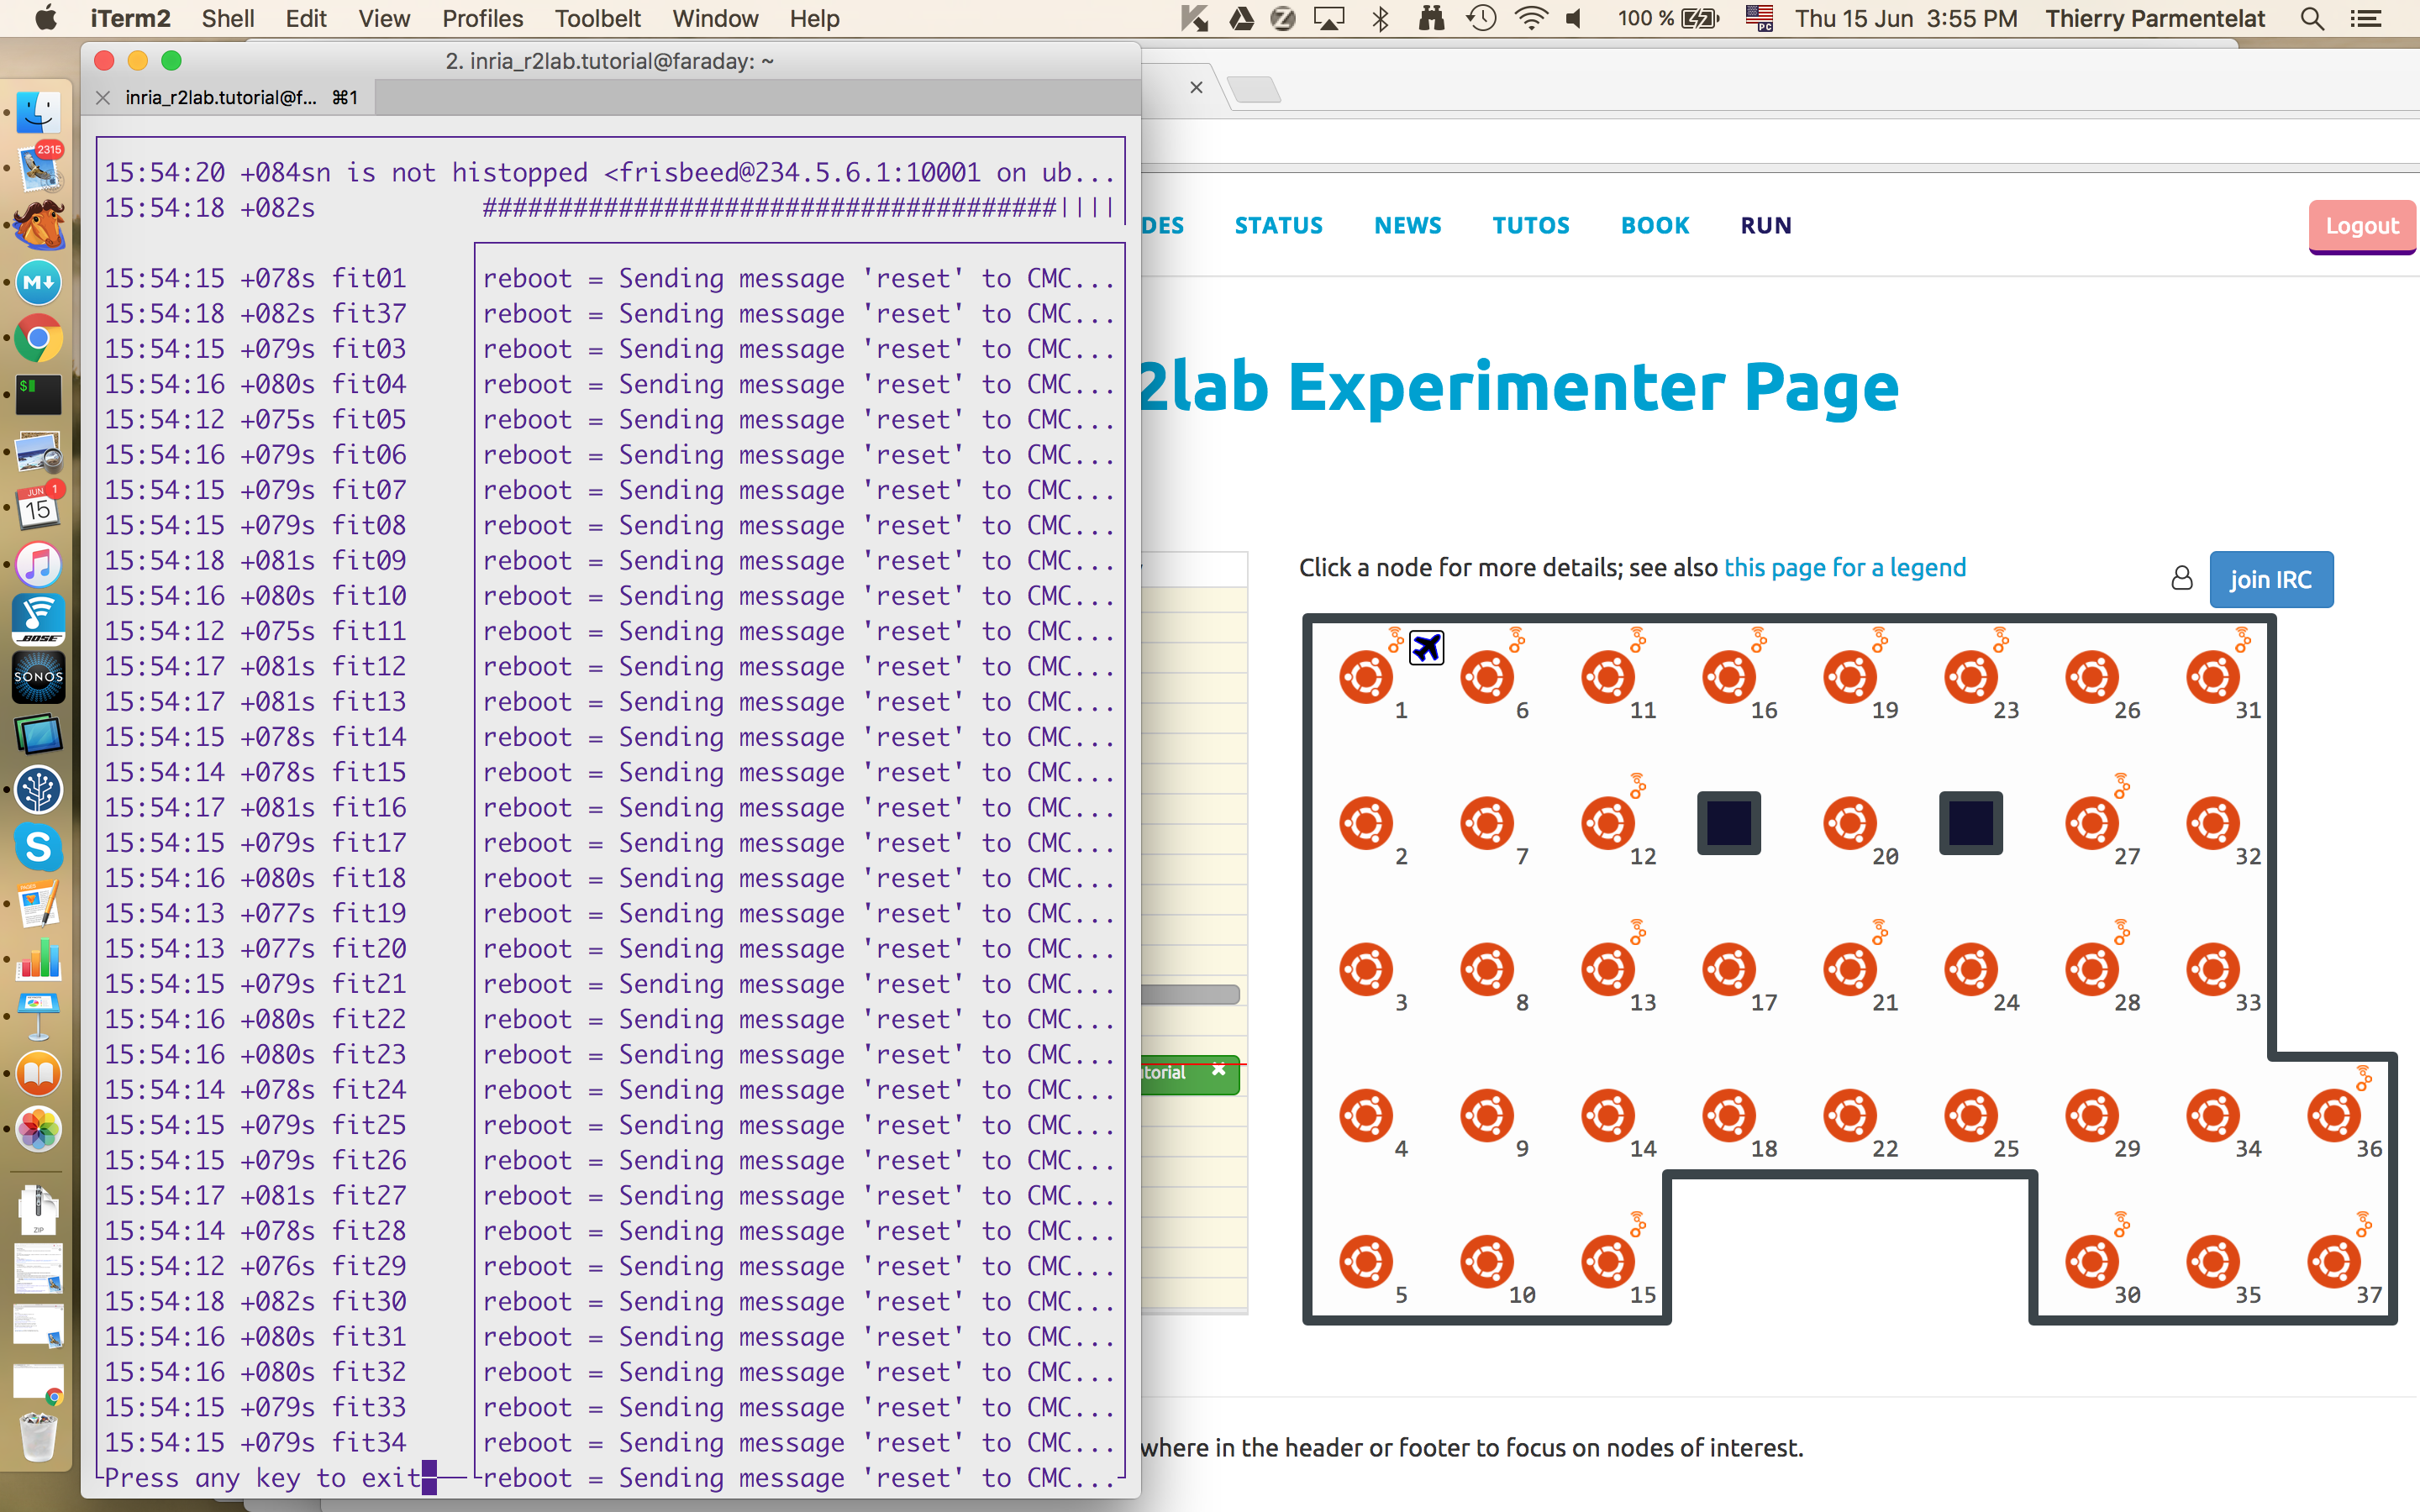 iTerm2 Shell Edit View Profiles Toolbelt Window Help 100 % PC Thu 15 Jun 3:55 PM Thierry Parmentelat
2. inria_r2lab.tutorial@faraday: ~
inria_r2lab.tutorial@f... ⌘1
15:54:20 +084sn is not histopped <frisbeed@234.5.6.1:10001 on ub...
15:54:18 +082s ######################################||||
15:54:15 +078s fit01 reboot = Sending message 'reset' to CMC...
15:54:18 +082s fit37 reboot = Sending message 'reset' to CMC...
15:54:15 +079s fit03 reboot = Sending message 'reset' to CMC...
15:54:16 +080s fit04 reboot = Sending message 'reset' to CMC...
15:54:12 +075s fit05 reboot = Sending message 'reset' to CMC...
15:54:16 +079s fit06 reboot = Sending message 'reset' to CMC...
15:54:15 +079s fit07 reboot = Sending message 'reset' to CMC...
15:54:15 +079s fit08 reboot = Sending message 'reset' to CMC...
15:54:18 +081s fit09 reboot = Sending message 'reset' to CMC...
15:54:16 +080s fit10 reboot = Sending message 'reset' to CMC...
15:54:12 +075s fit11 reboot = Sending message 'reset' to CMC...
15:54:17 +081s fit12 reboot = Sending message 'reset' to CMC...
15:54:17 +081s fit13 reboot = Sending message 'reset' to CMC...
15:54:15 +078s fit14 reboot = Sending message 'reset' to CMC...
15:54:14 +078s fit15 reboot = Sending message 'reset' to CMC...
15:54:17 +081s fit16 reboot = Sending message 'reset' to CMC...
15:54:15 +079s fit17 reboot = Sending message 'reset' to CMC...
15:54:16 +080s fit18 reboot = Sending message 'reset' to CMC...
15:54:13 +077s fit19 reboot = Sending message 'reset' to CMC...
15:54:13 +077s fit20 reboot = Sending message 'reset' to CMC...
15:54:15 +079s fit21 reboot = Sending message 'reset' to CMC...
15:54:16 +080s fit22 reboot = Sending message 'reset' to CMC...
15:54:16 +080s fit23 reboot = Sending message 'reset' to CMC...
15:54:14 +078s fit24 reboot = Sending message 'reset' to CMC...
15:54:15 +079s fit25 reboot = Sending message 'reset' to CMC...
15:54:15 +079s fit26 reboot = Sending message 'reset' to CMC...
15:54:17 +081s fit27 reboot = Sending message 'reset' to CMC...
15:54:14 +078s fit28 reboot = Sending message 'reset' to CMC...
15:54:12 +076s fit29 reboot = Sending message 'reset' to CMC...
15:54:18 +082s fit30 reboot = Sending message 'reset' to CMC...
15:54:16 +080s fit31 reboot = Sending message 'reset' to CMC...
15:54:16 +080s fit32 reboot = Sending message 'reset' to CMC...
15:54:15 +079s fit33 reboot = Sending message 'reset' to CMC...
15:54:15 +079s fit34 reboot = Sending message 'reset' to CMC...
Press any key to exit reboot = Sending message 'reset' to CMC...
2315
M
JUN 1
15
BOSE
SONOS
S
PAGES
ZIP
DES STATUS NEWS TUTOS BOOK RUN Logout
2lab Experimenter Page
Click a node for more details; see also this page for a legend join IRC
1 6 11 16 19 23 26 31
2 7 12 20 27 32
3 8 13 17 21 24 28 33
utorial
4 9 14 18 22 25 29 34 36
5 10 15 30 35 37
where in the header or footer to focus on nodes of interest.